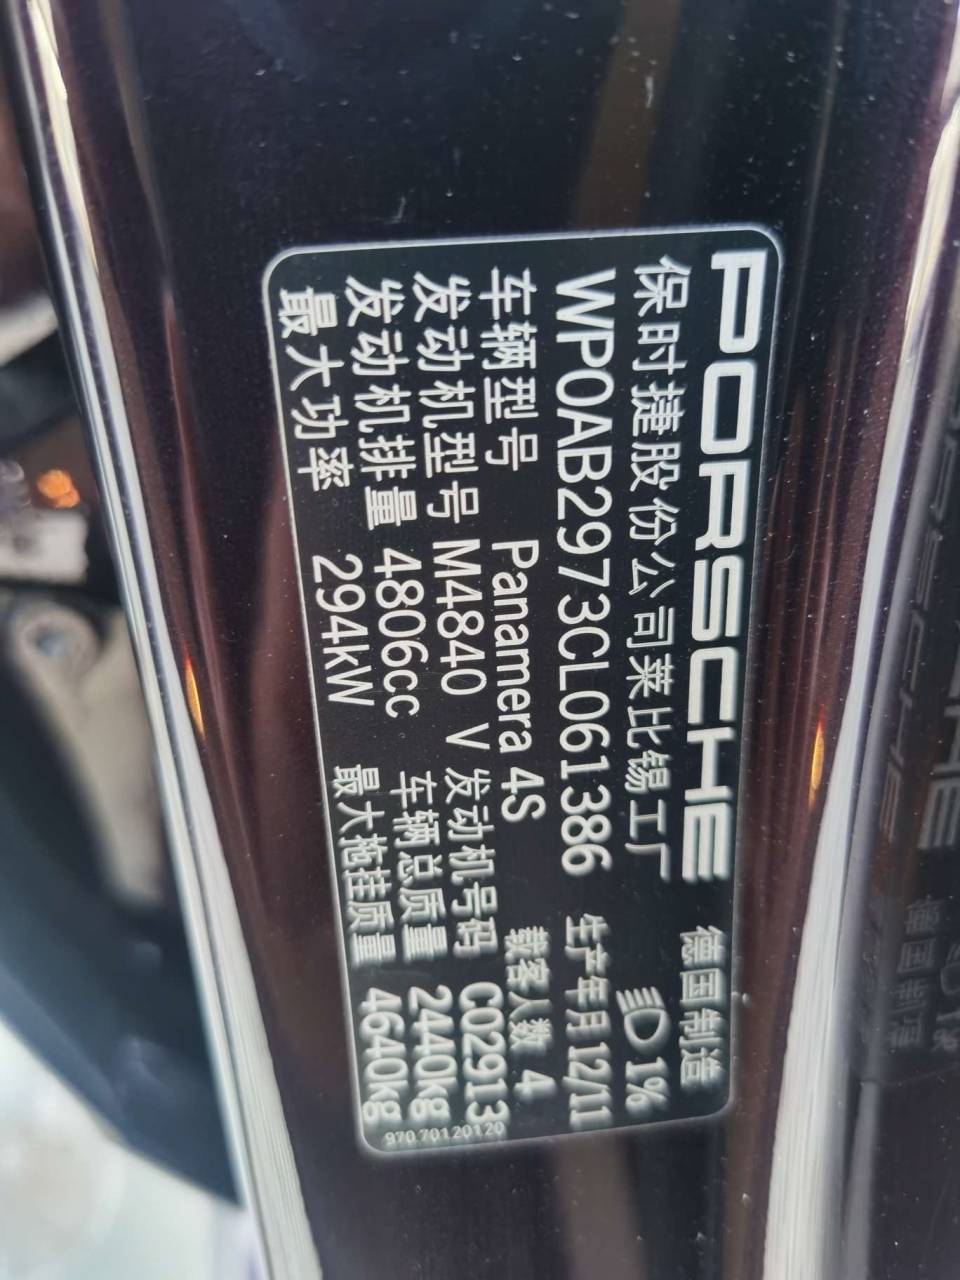 PORSCHE 德国制造
保时捷股份公司莱比锡工厂 1%
WP0AB2973CL061386 生产年月 12/11
车辆型号 Panamera 4S 载客人数 4
发动机型号 M4840 V 发动机号码 C02913
发动机排量 4806cc 车辆总质量 2440kg
最大功率 294kW 最大拖挂质量 4640kg
970.701.201.20